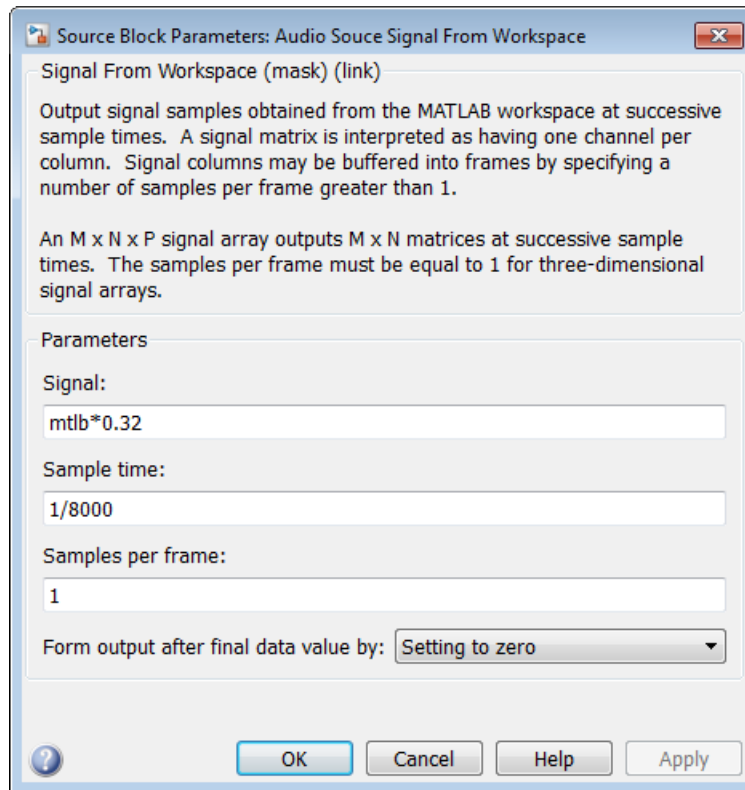 Source Block Parameters: Audio Souce Signal From Workspace
Signal From Workspace (mask) (link)
Output signal samples obtained from the MATLAB workspace at successive
sample times.  A signal matrix is interpreted as having one channel per
column.  Signal columns may be buffered into frames by specifying a
number of samples per frame greater than 1.
An M x N x P signal array outputs M x N matrices at successive sample
times.  The samples per frame must be equal to 1 for three-dimensional
signal arrays.
Parameters
Signal:
mtlb*0.32
Sample time:
1/8000
Samples per frame:
1
Form output after final data value by: Setting to zero
? OK Cancel Help Apply